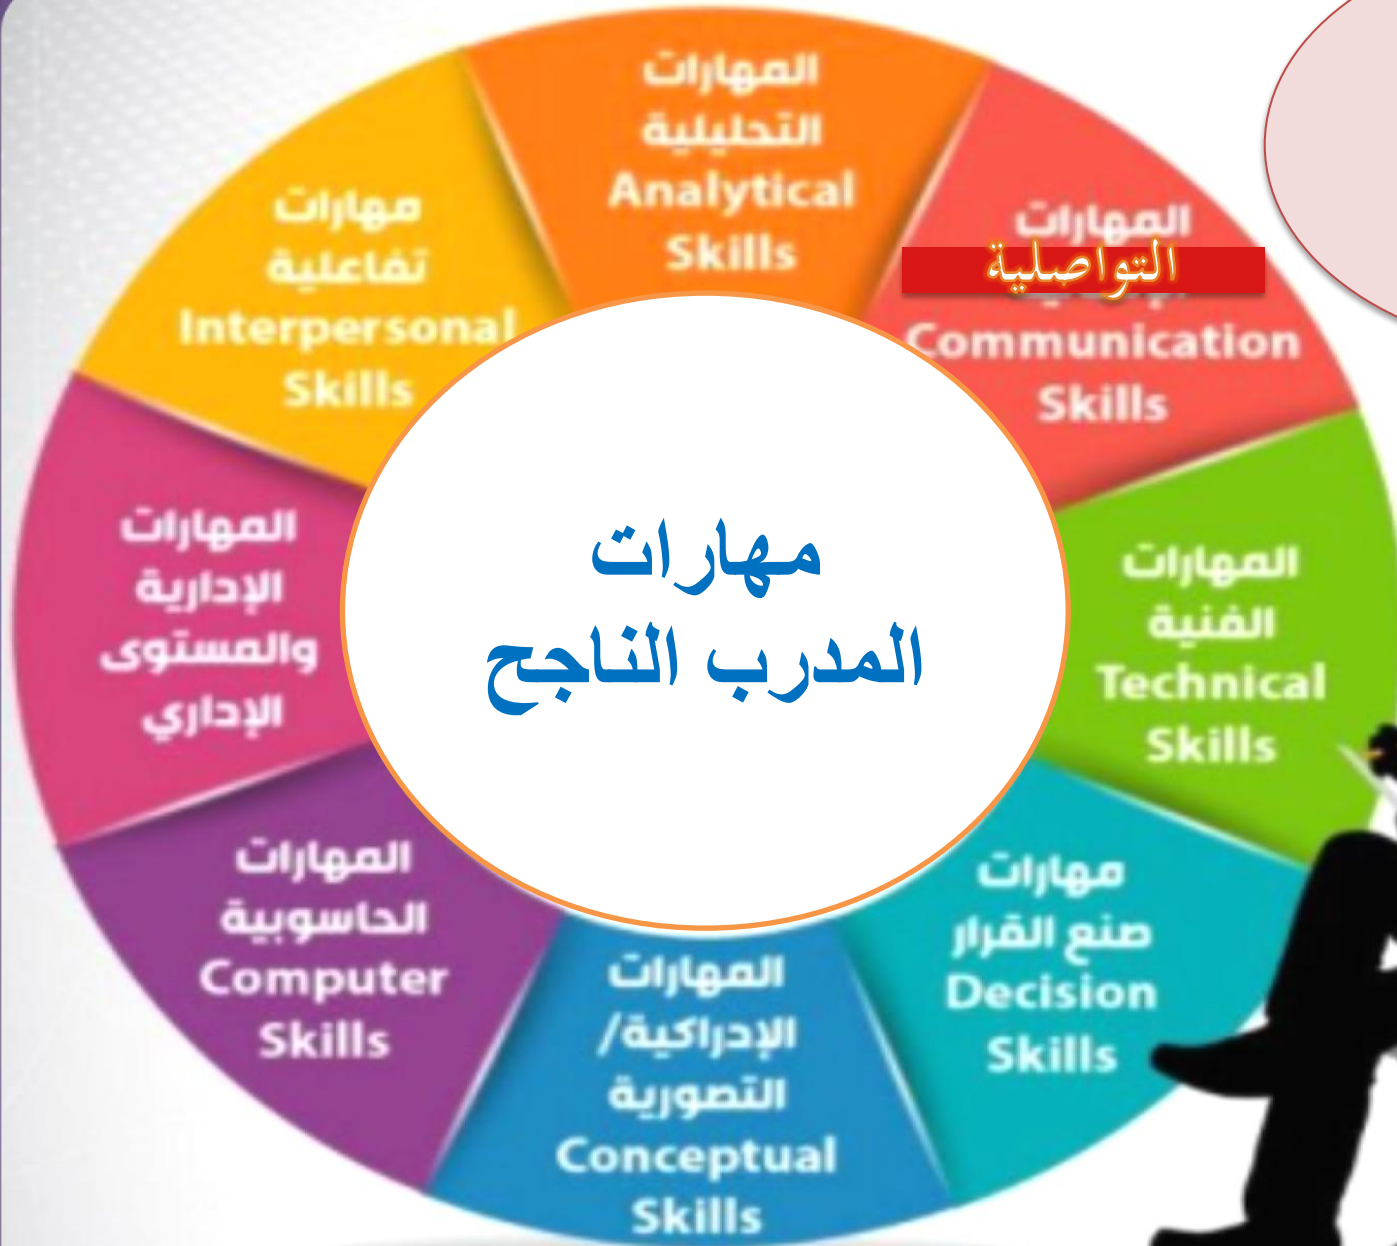 مهارات
المدرب الناجح
المهارات
التحليلية
Analytical
Skills
المهارات
التواصلية
Communication
Skills
المهارات
الفنية
Technical
Skills
مهارات
صنع القرار
Decision
Skills
المهارات
الإدراكية/
التصورية
Conceptual
Skills
المهارات
الحاسوبية
Computer
Skills
المهارات
الإدارية
والمستوى
الإداري
مهارات
تفاعلية
Interpersonal
Skills